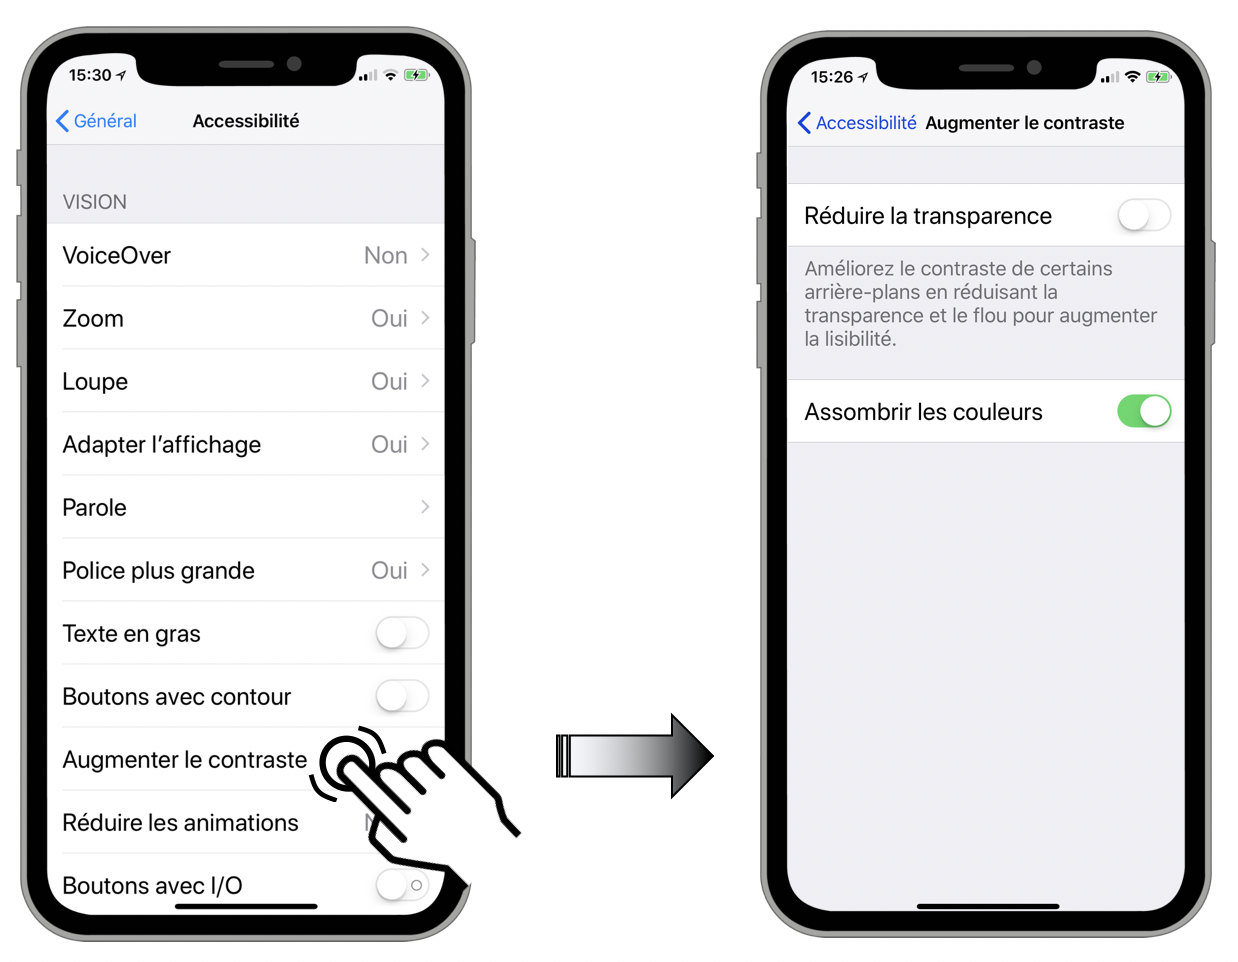 15:30
Général Accessibilité
VISION
VoiceOver Non
Zoom Oui
Loupe Oui
Adapter l’affichage Oui
Parole
Police plus grande Oui
Texte en gras
Boutons avec contour
Augmenter le contraste
Réduire les animations
Boutons avec I/O
15:26
Accessibilité Augmenter le contraste
Réduire la transparence
Améliorez le contraste de certains
arrière-plans en réduisant la
transparence et le flou pour augmenter
la lisibilité.
Assombrir les couleurs